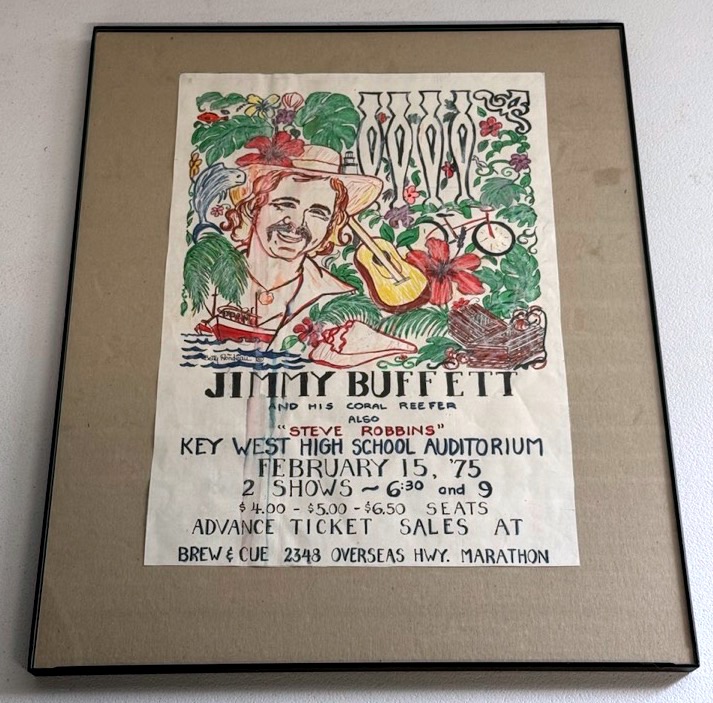 JIMMY BUFFETT
AND HIS CORAL REEFER
ALSO
"STEVE ROBBINS"
KEY WEST HIGH SCHOOL AUDITORIUM
FEBRUARY 15, '75
2 SHOWS ~ 6:30 and 9
$4.00 - $5.00 - $6.50 SEATS
ADVANCE TICKET SALES AT
BREW & CUE 2348 OVERSEAS HWY. MARATHON